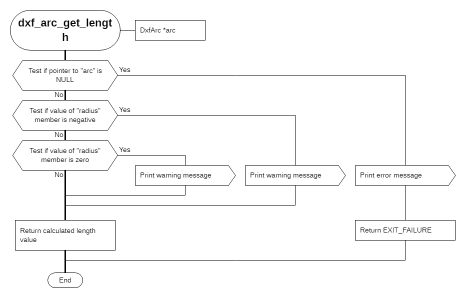 dxf_arc_get_lengt
h
DxfArc *arc
Test if pointer to "arc" is
NULL
Yes
No
Test if value of "radius"
member is negative
Yes
No
Test if value of "radius"
member is zero
Yes
No
Print warning message
Print warning message
Print error message
Return calculated length
value
Return EXIT_FAILURE
End